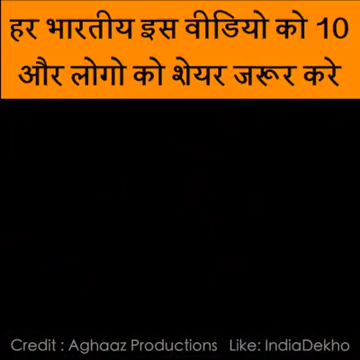 हर भारतीय इस वीडियो को 10
और लोगो को शेयर जरूर करे
Credit : Aghaaz Productions Like: IndiaDekho